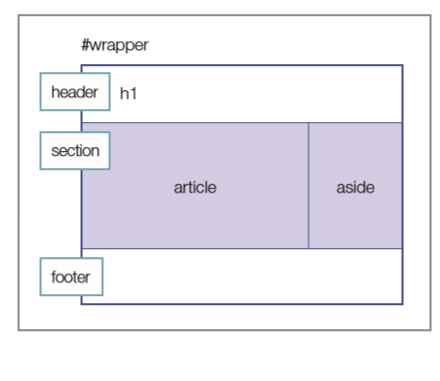 #wrapper
header
h1
section
article
aside
footer